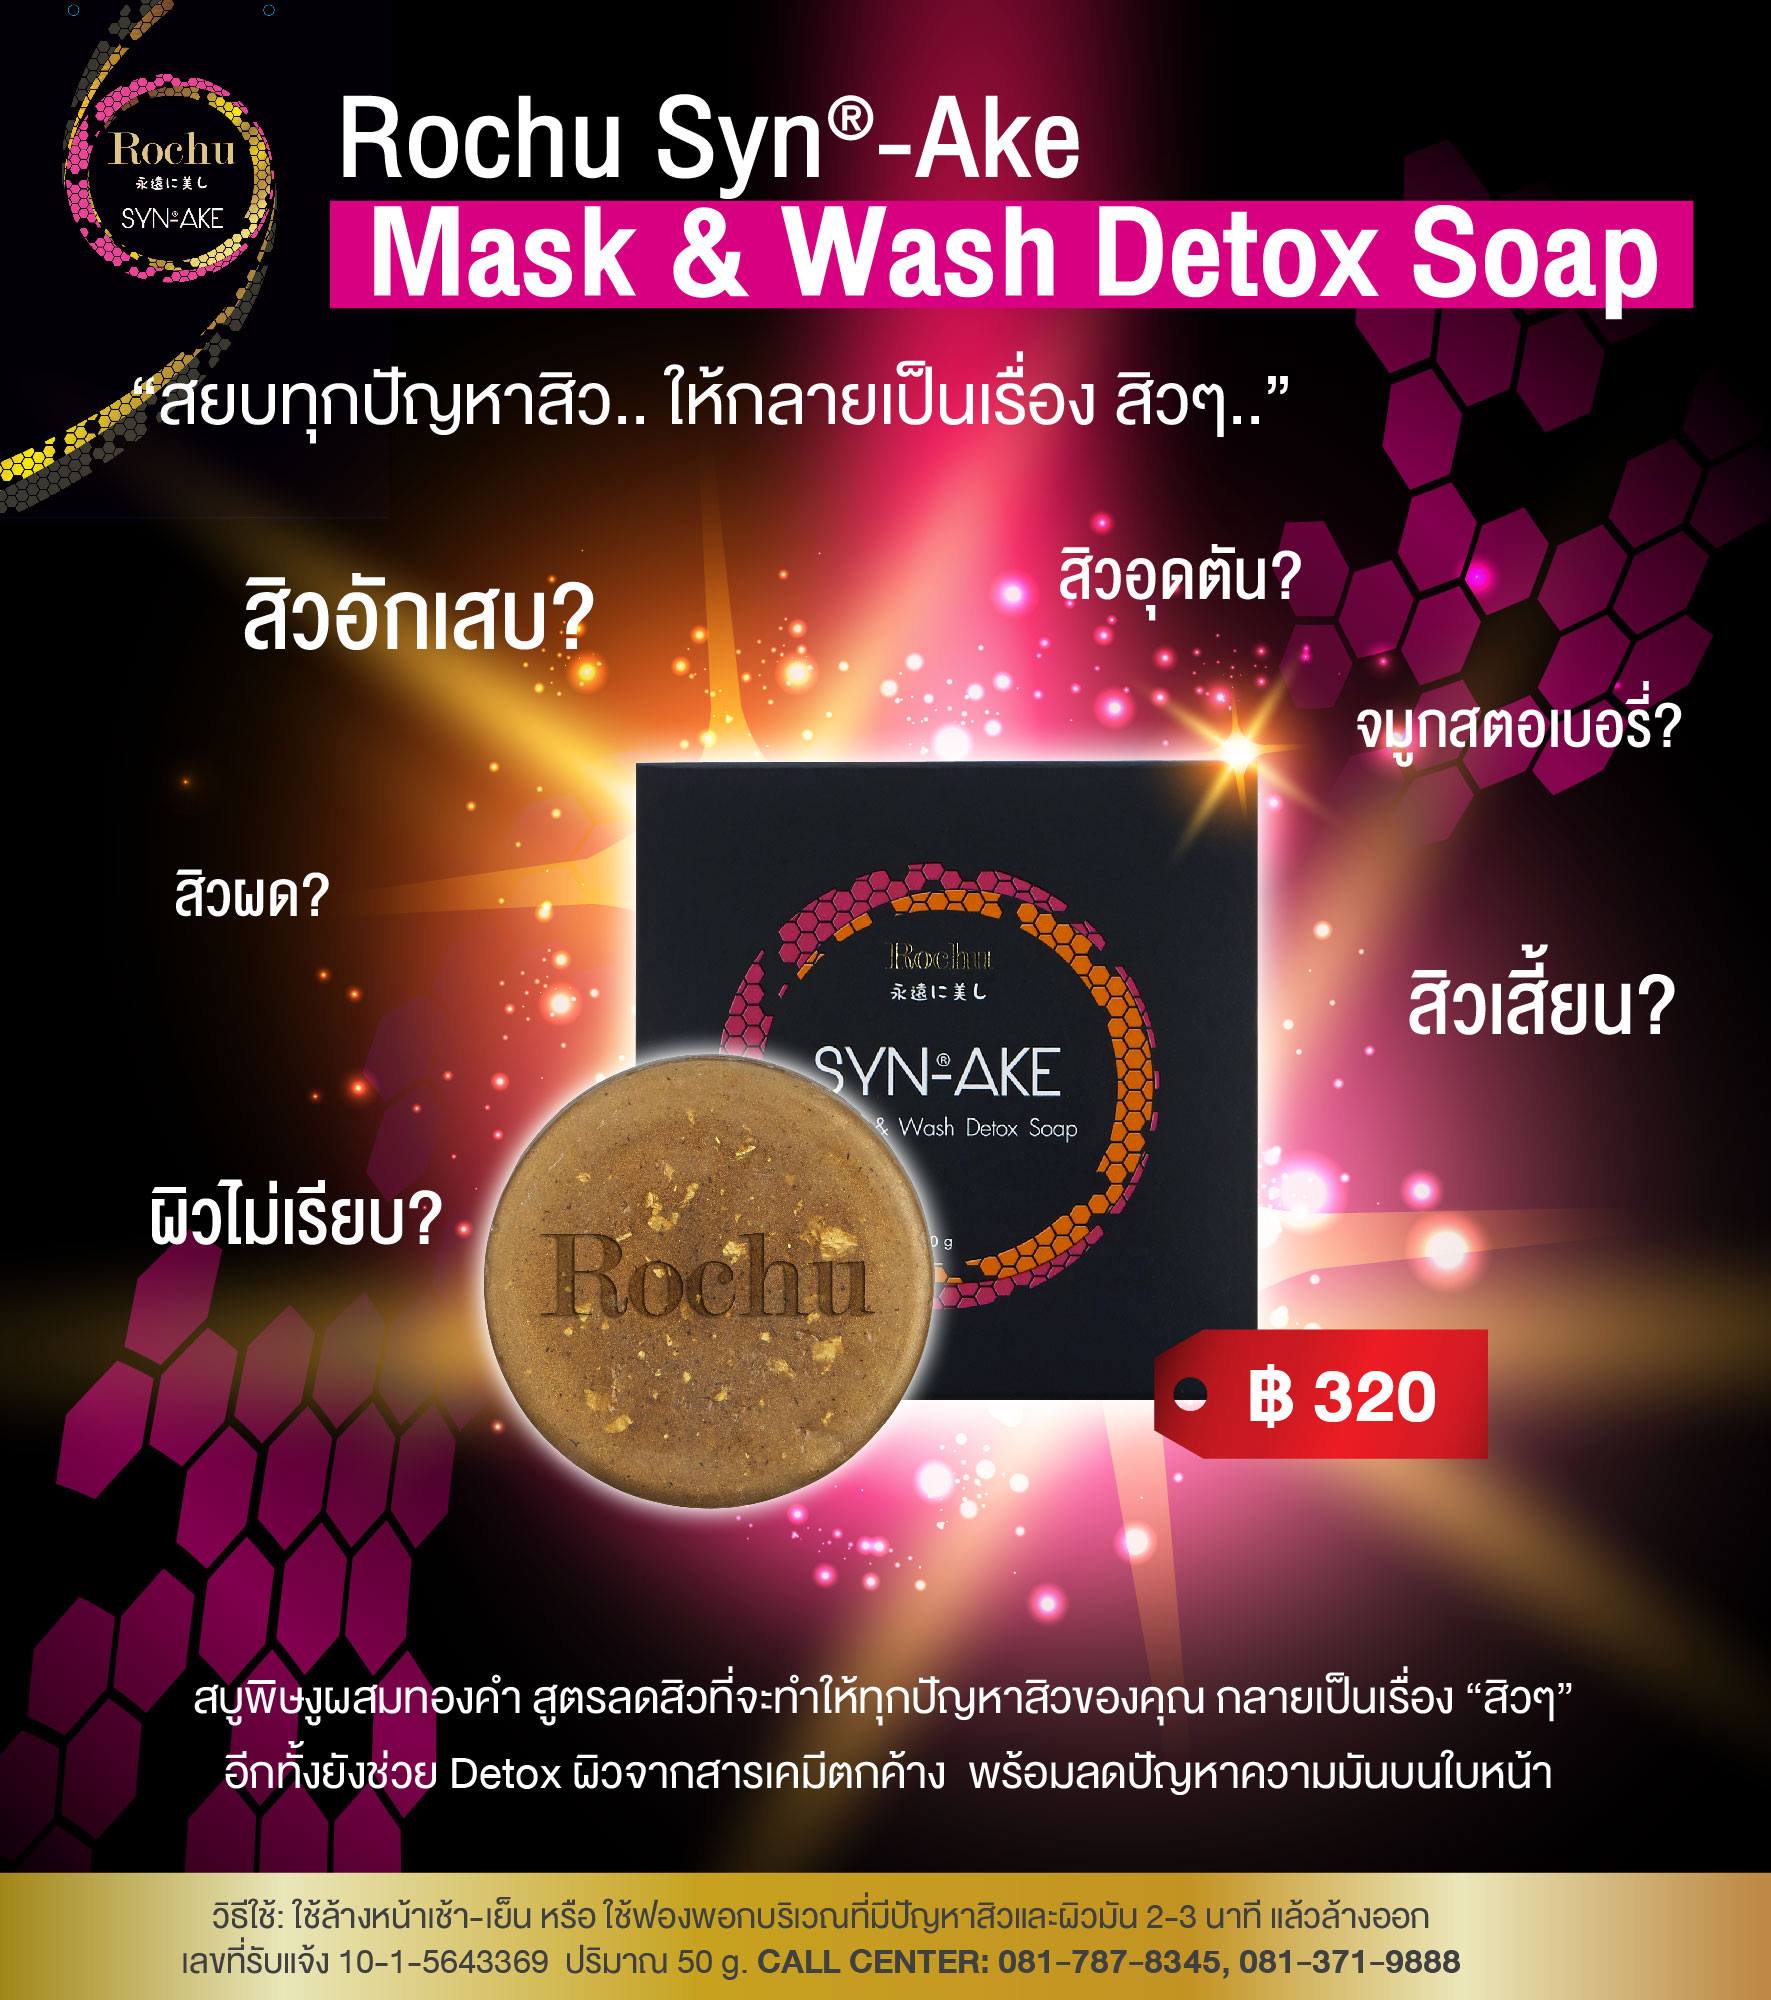 Rochu
永遠に美し
SYN®-AKE
Rochu Syn®-Ake
Mask & Wash Detox Soap
“สยบทุกปัญหาสิว.. ให้กลายเป็นเรื่อง สิวๆ..”
สิวอักเสบ?
สิวอุดตัน?
จมูกสตอเบอรี่?
สิวผด?
สิวเสี้ยน?
ผิวไม่เรียบ?
Rochu
永遠に美し
SYN®-AKE
& Wash Detox Soap
0 g
Rochu
฿ 320
สบู่พิษงูผสมทองคำ สูตรลดสิวที่จะทำให้ทุกปัญหาสิวของคุณ กลายเป็นเรื่อง “สิวๆ”
อีกทั้งยังช่วย Detox ผิวจากสารเคมีตกค้าง พร้อมลดปัญหาความมันบนใบหน้า
วิธีใช้: ใช้ล้างหน้าเช้า-เย็น หรือ ใช้ฟองพอกบริเวณที่มีปัญหาสิวและผิวมัน 2-3 นาที แล้วล้างออก
เลขที่รับแจ้ง 10-1-5643369 ปริมาณ 50 g. CALL CENTER: 081-787-8345, 081-371-9888